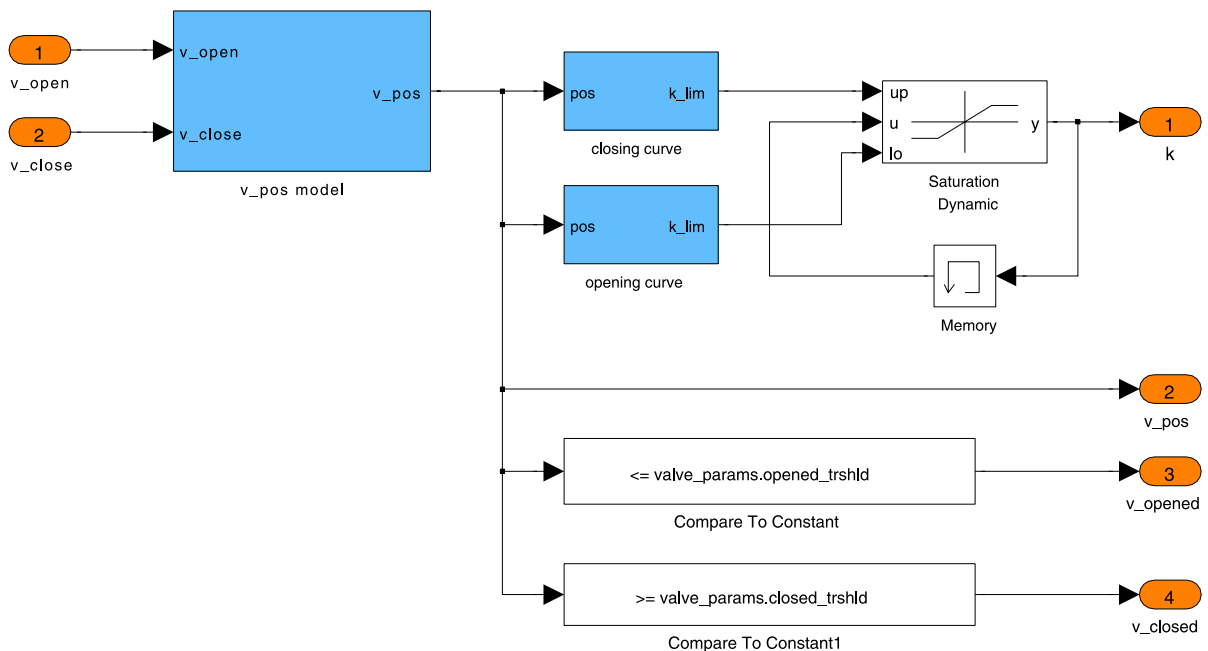 1
v_open
2
v_close
v_open
v_close
v_pos
v_pos model
pos
k_lim
closing curve
pos
k_lim
opening curve
up
u
lo
y
Saturation
Dynamic
Memory
1
k
2
v_pos
<= valve_params.opened_trshld
Compare To Constant
3
v_opened
>= valve_params.closed_trshld
Compare To Constant1
4
v_closed